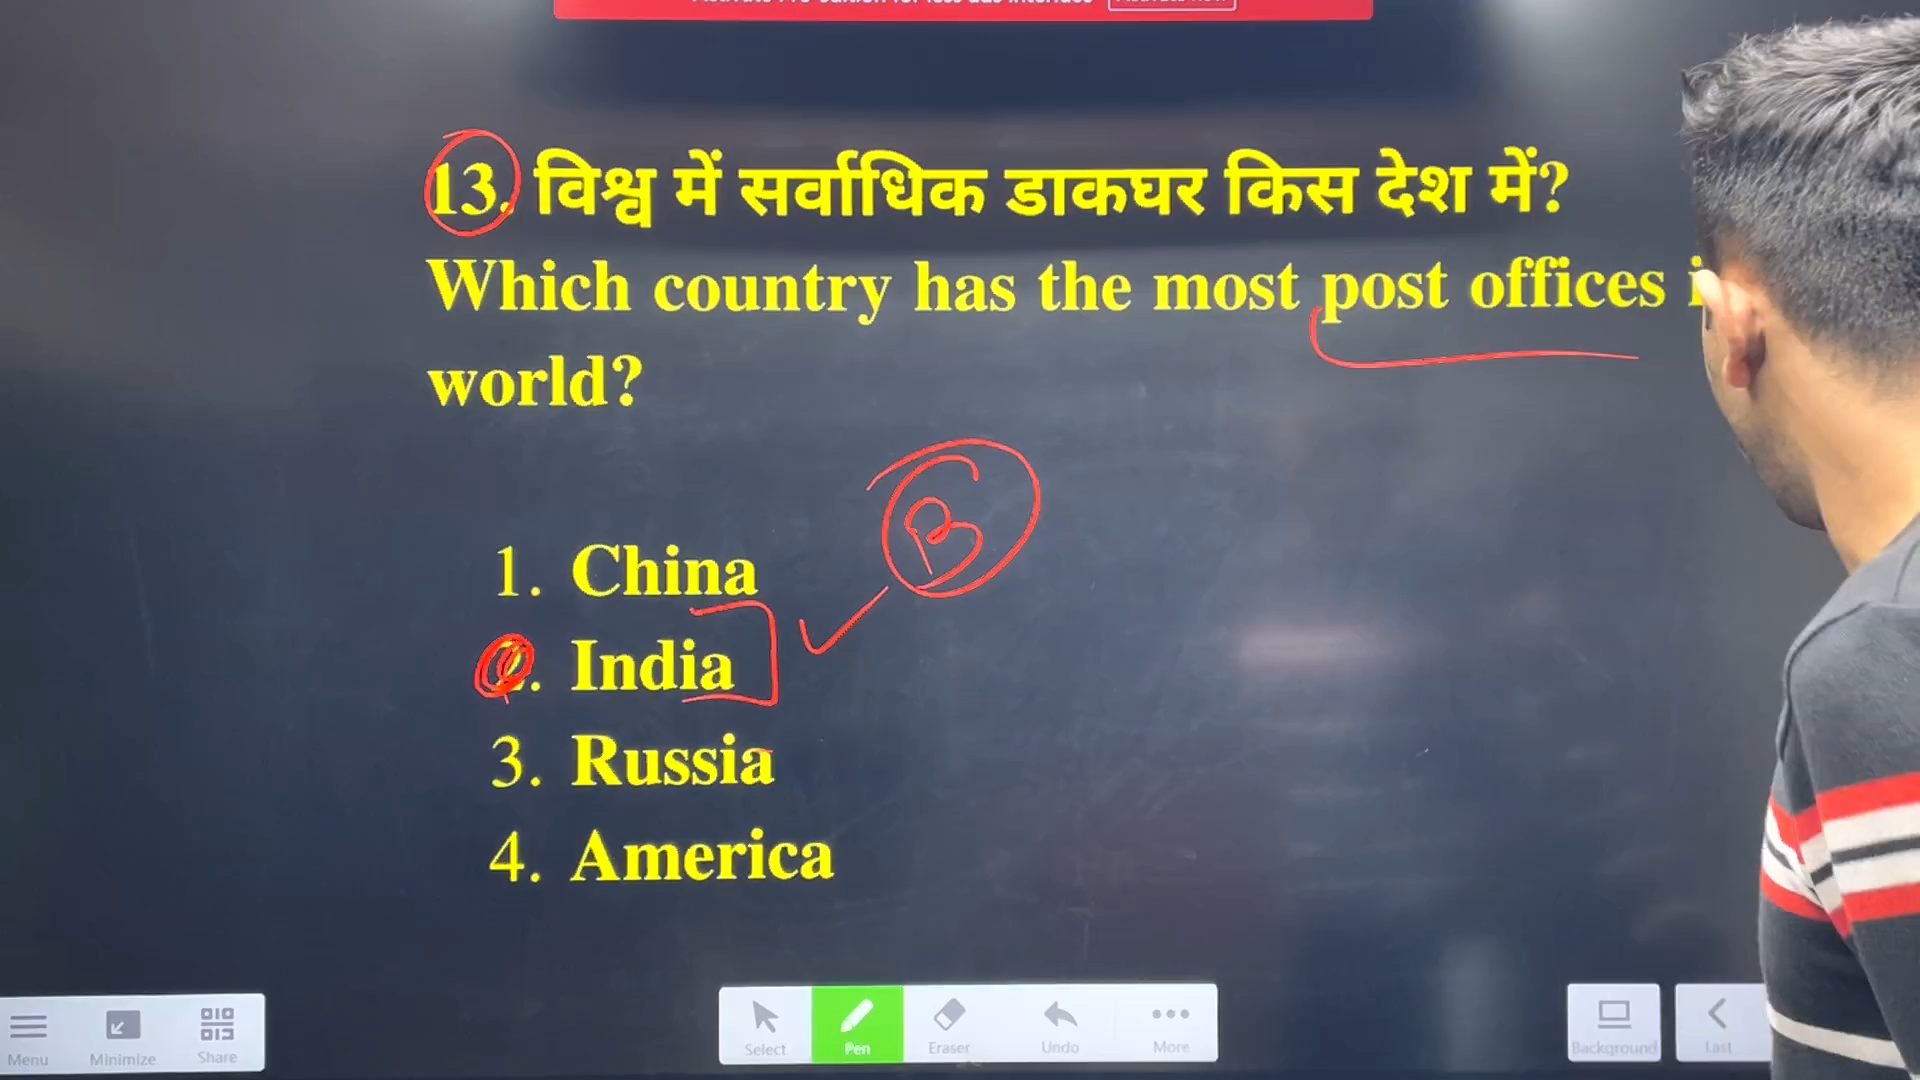 13. विश्व में सर्वाधिक डाकघर किस देश में?
Which country has the most post offices
world?
B
1. China
2. India
3. Russia
4. America
Menu
Minimize
Share
Select
Pen
Eraser
Undo
More
Background
Last